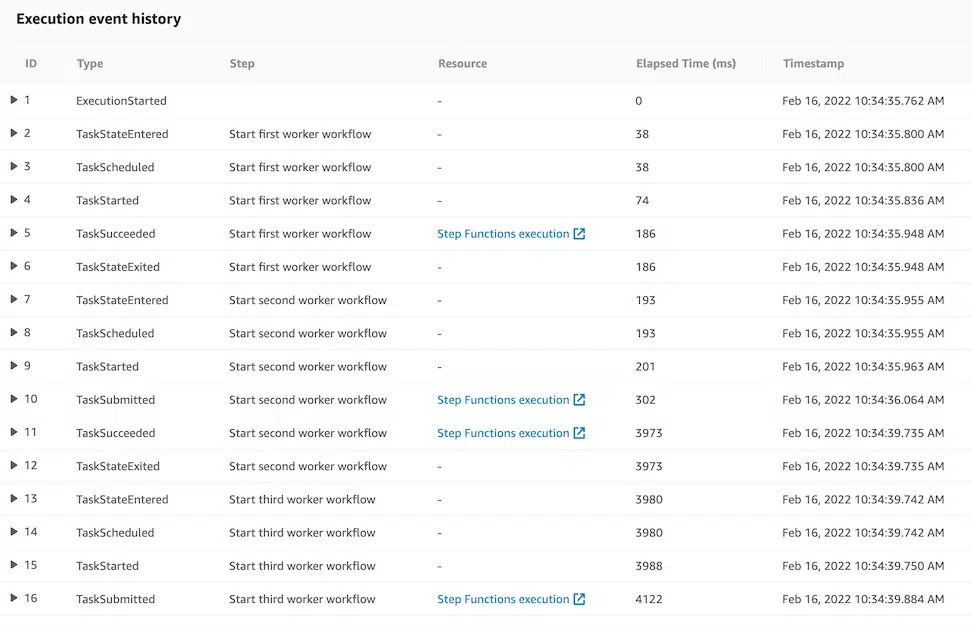 Execution event history
ID Type Step Resource Elapsed Time (ms) Timestamp
1 ExecutionStarted - 0 Feb 16, 2022 10:34:35.762 AM
2 TaskStateEntered Start first worker workflow - 38 Feb 16, 2022 10:34:35.800 AM
3 TaskScheduled Start first worker workflow - 38 Feb 16, 2022 10:34:35.800 AM
4 TaskStarted Start first worker workflow - 74 Feb 16, 2022 10:34:35.836 AM
5 TaskSucceeded Start first worker workflow Step Functions execution 186 Feb 16, 2022 10:34:35.948 AM
6 TaskStateExited Start first worker workflow - 186 Feb 16, 2022 10:34:35.948 AM
7 TaskStateEntered Start second worker workflow - 193 Feb 16, 2022 10:34:35.955 AM
8 TaskScheduled Start second worker workflow - 193 Feb 16, 2022 10:34:35.955 AM
9 TaskStarted Start second worker workflow - 201 Feb 16, 2022 10:34:35.963 AM
10 TaskSubmitted Start second worker workflow Step Functions execution 302 Feb 16, 2022 10:34:36.064 AM
11 TaskSucceeded Start second worker workflow Step Functions execution 3973 Feb 16, 2022 10:34:39.735 AM
12 TaskStateExited Start second worker workflow - 3973 Feb 16, 2022 10:34:39.735 AM
13 TaskStateEntered Start third worker workflow - 3980 Feb 16, 2022 10:34:39.742 AM
14 TaskScheduled Start third worker workflow - 3980 Feb 16, 2022 10:34:39.742 AM
15 TaskStarted Start third worker workflow - 3988 Feb 16, 2022 10:34:39.750 AM
16 TaskSubmitted Start third worker workflow Step Functions execution 4122 Feb 16, 2022 10:34:39.884 AM